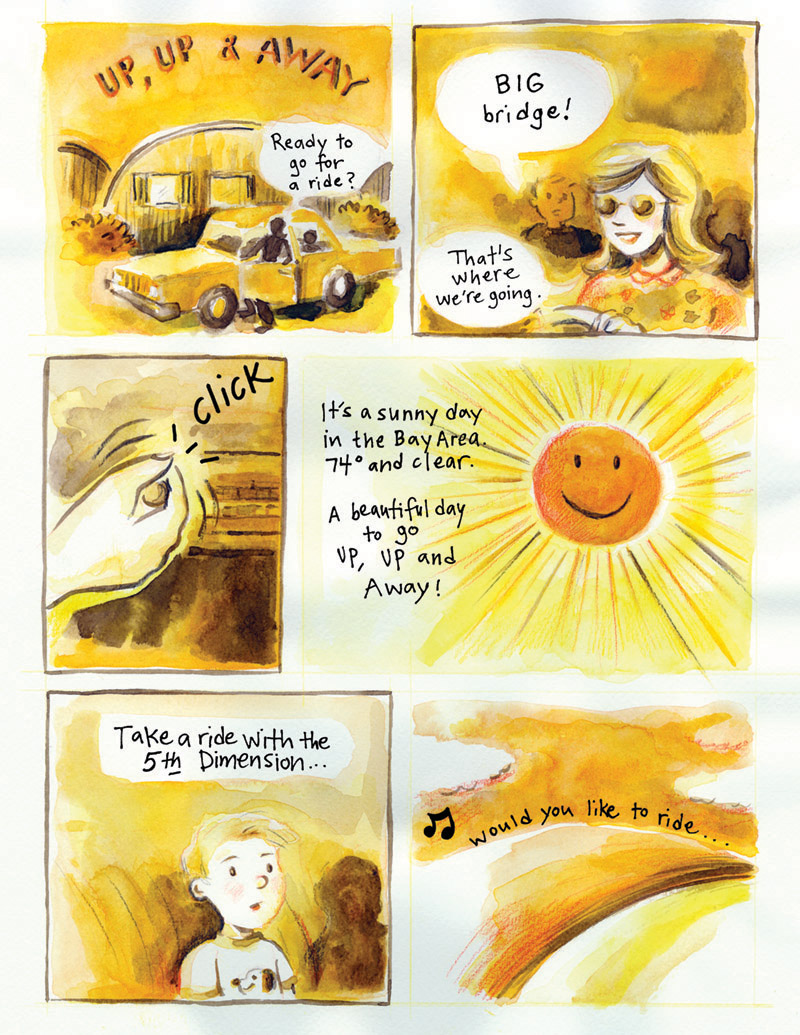 UP, UP & AWAY
Ready to
go for
a ride?
BIG
bridge!
That's
where
we're going.
click
It's a sunny day
in the Bay Area.
74° and clear.
A beautiful day
to go
UP, UP and
Away!
Take a ride with the
5th Dimension...
♫ would you like to ride....